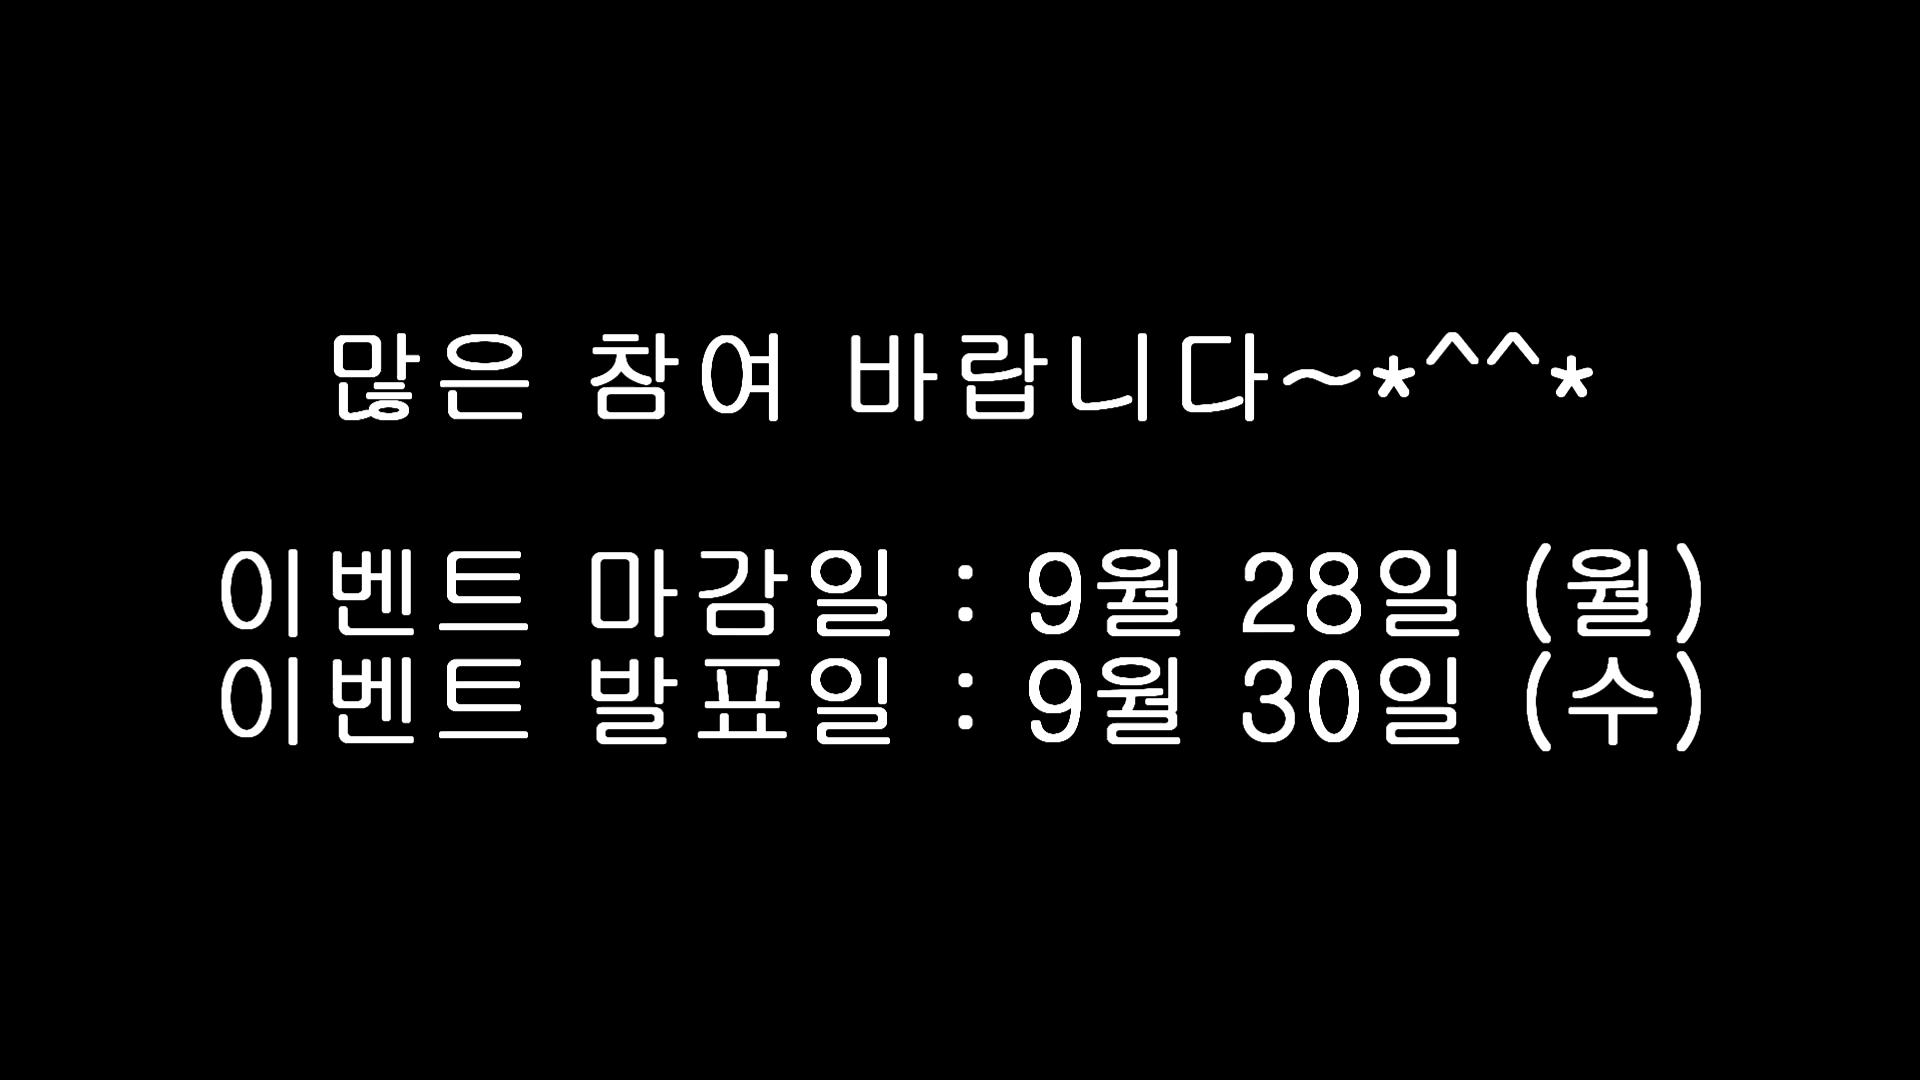 많은 참여 바랍니다~*^^*
이벤트 마감일 : 9월 28일 (월)
이벤트 발표일 : 9월 30일 (수)